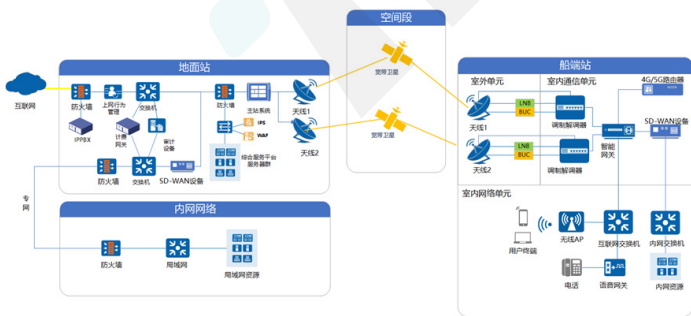 空间段
地面站
船端站
宽带卫星
宽带卫星
互联网
防火墙
上网行为
管理
交换机
防火墙
主站系统
天线1
IPPBX
计费
网关
审计
设备
IPS
WAF
天线2
防火墙
交换机
SD-WAN设备
综合服务平台
服务器群
专
网
内网网络
防火墙
局域网
局域网资源
室外单元
室内通信单元
4G/5G路由器
LNB
BUC
天线1
调制解调器
SD-WAN设备
LNB
BUC
天线2
调制解调器
智能
网关
室内网络单元
用户终端
无线AP
互联网交换机
内网交换机
电话
语音网关
内网资源